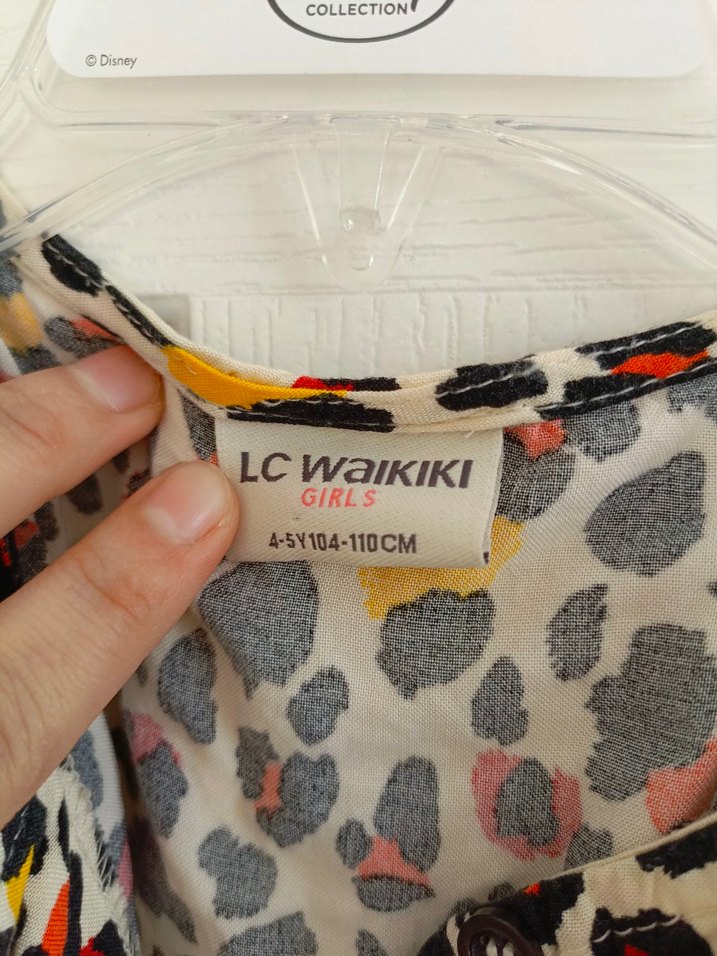 COLLECTION
© Disney
LC WAIKIKI
GIRLS
4-5Y 104-110CM